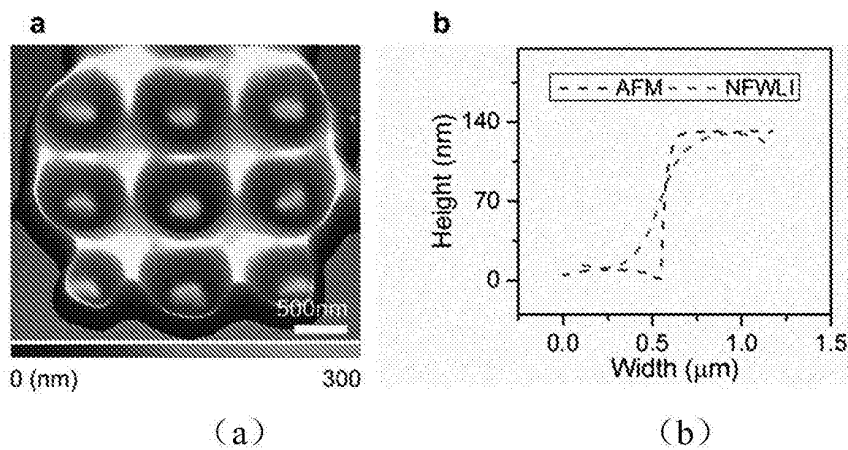 a
500nm
0 (nm) 300
(a)
b
AFM NFWLI
Height (nm)
140
70
0
0.0 0.5 1.0 1.5
Width (μm)
(b)